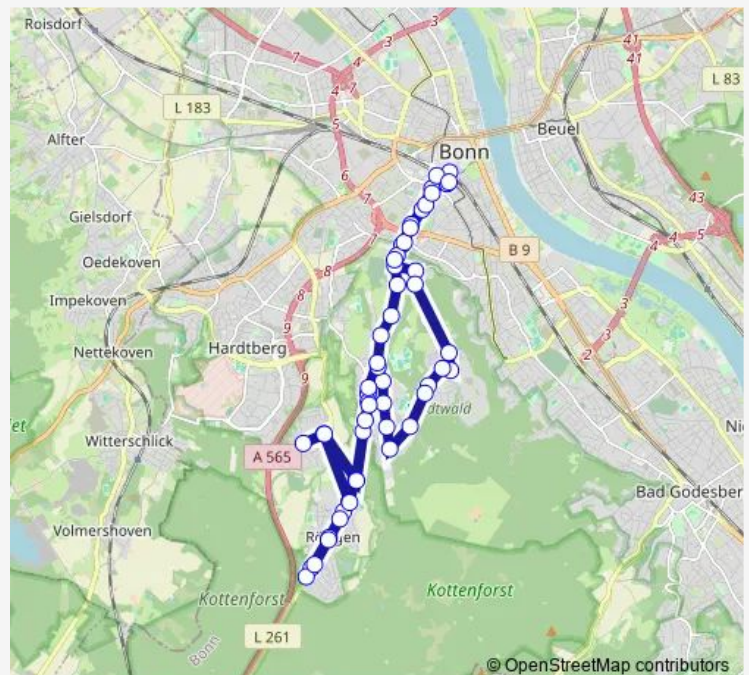 Roisdorf
7
4
3
3
41
41
4
7
L 183
5
L 83
Alfter
Bonn
Beuel
6
43
7
Gielsdorf
4
5
4
B 9
Oedekoven
7
8
Impekoven
8
3
9
3
Nettekoven
Hardtberg
2
9
dtwald
Witterschlick
A 565
Bad Godesber
Volmershoven
Kottenforst
Kottenforst
L 261
Bonn
© OpenStreetMap contributors